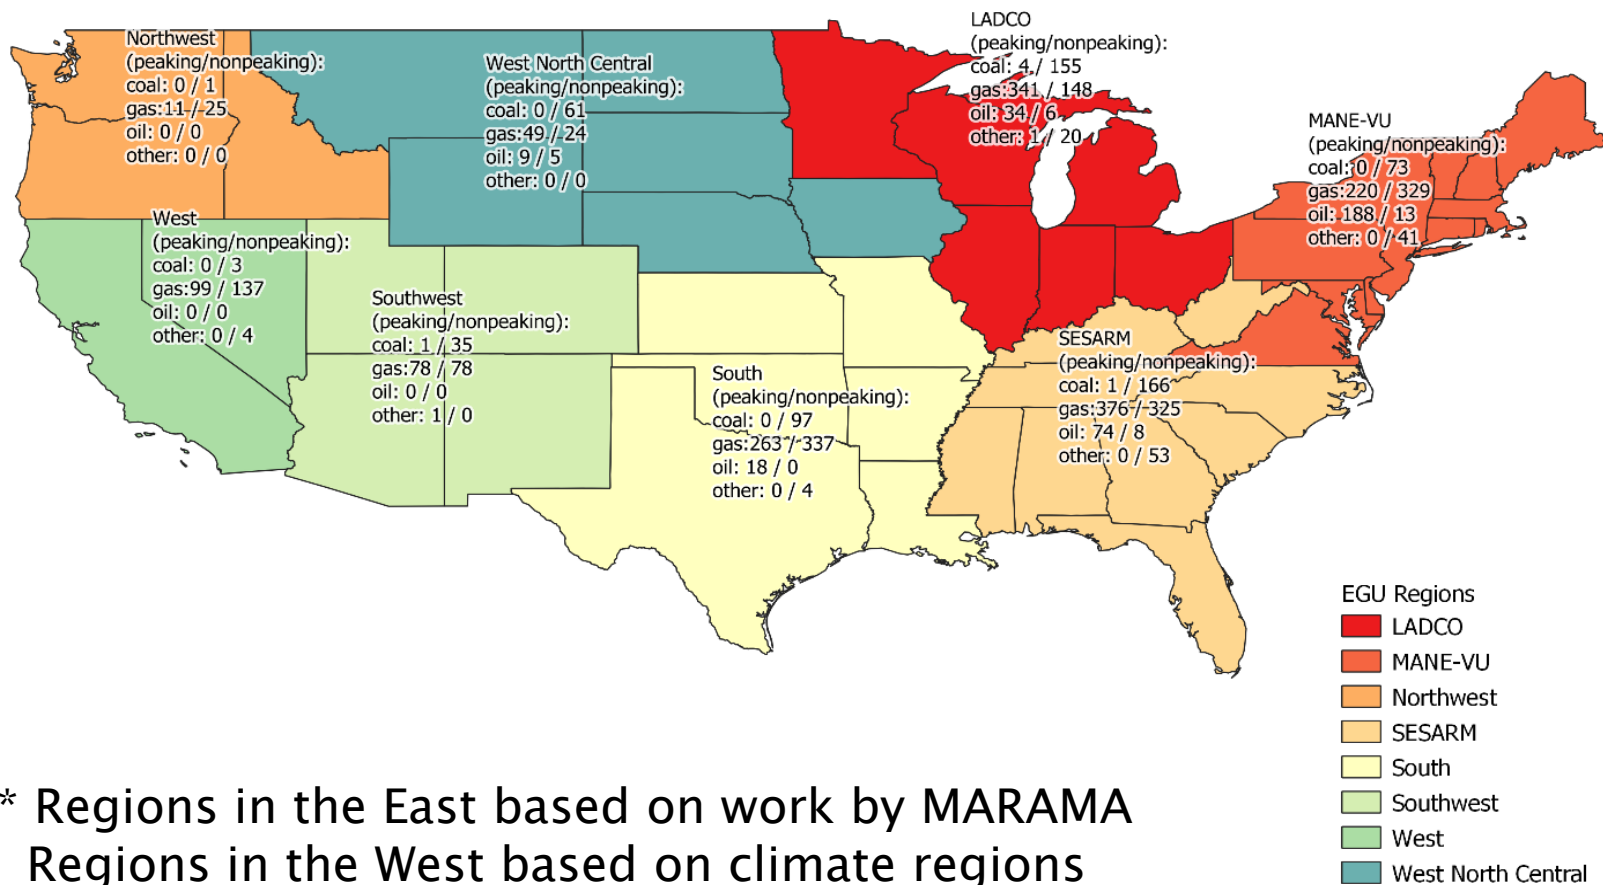 Northwest
(peaking/nonpeaking):
coal: 0 / 1
gas:11 / 25
oil: 0 / 0
other: 0 / 0
West North Central
(peaking/nonpeaking):
coal: 0 / 61
gas:49 / 24
oil: 9 / 5
other: 0 / 0
LADCO
(peaking/nonpeaking):
coal: 4 / 155
gas:341 / 148
oil: 34 / 6
other: 1 / 20
MANE-VU
(peaking/nonpeaking):
coal: 0 / 73
gas:220 / 329
oil: 188 / 13
other: 0 / 41
West
(peaking/nonpeaking):
coal: 0 / 3
gas:99 / 137
oil: 0 / 0
other: 0 / 4
Southwest
(peaking/nonpeaking):
coal: 1 / 35
gas:78 / 78
oil: 0 / 0
other: 1 / 0
South
(peaking/nonpeaking):
coal: 0 / 97
gas:263 / 337
oil: 18 / 0
other: 0 / 4
SESARM
(peaking/nonpeaking):
coal: 1 / 166
gas:376 / 325
oil: 74 / 8
other: 0 / 53
EGU Regions
LADCO
MANE-VU
Northwest
SESARM
South
Southwest
West
West North Central
* Regions in the East based on work by MARAMA
Regions in the West based on climate regions